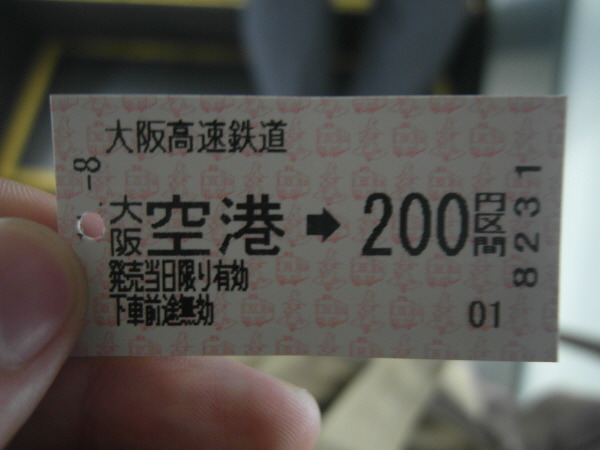 大阪高速鉄道
-8
大阪空港➡200円区間
発売当日限り有効
下車前途無効
01
8231